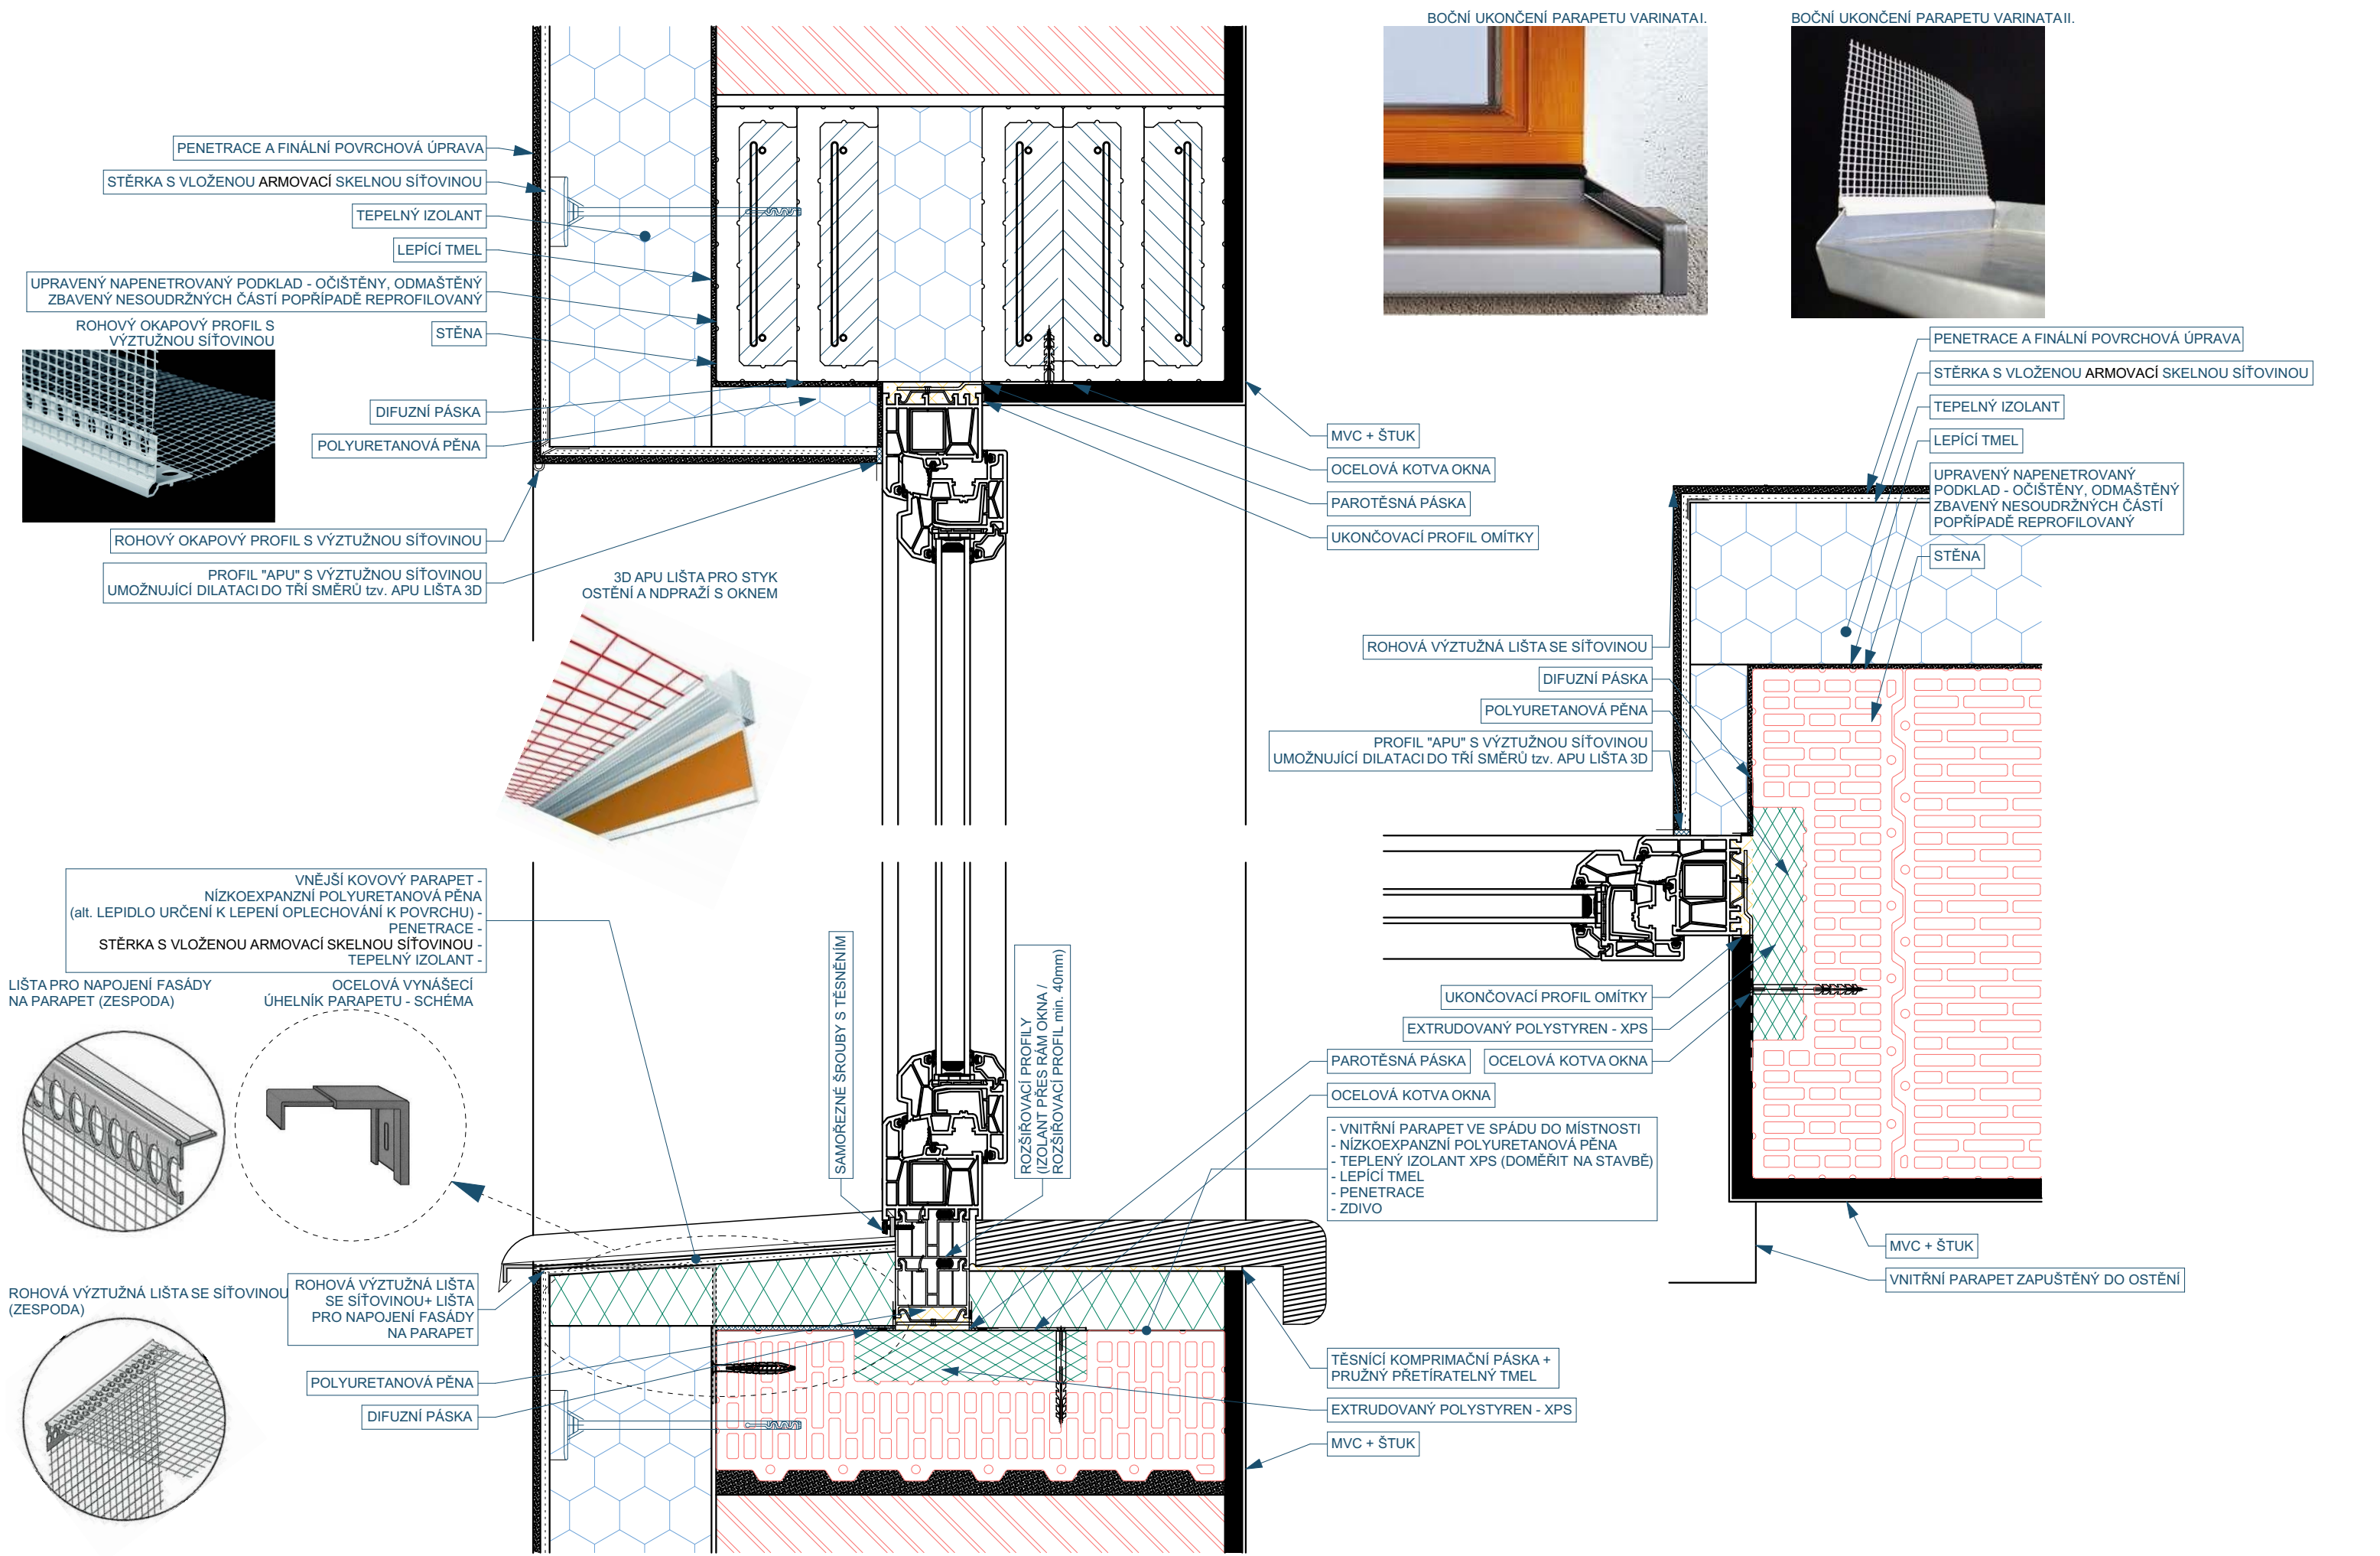 BOČNÍ UKONČENÍ PARAPETU VARINATA I.
BOČNÍ UKONČENÍ PARAPETU VARINATA II.
PENETRACE A FINÁLNÍ POVRCHOVÁ ÚPRAVA
STĚRKA S VLOŽENOU ARMOVACÍ SKELNOU SÍŤOVINOU
TEPELNÝ IZOLANT
LEPÍCÍ TMEL
UPRAVENÝ NAPENETROVANÝ PODKLAD - OČIŠTĚNY, ODMAŠTĚNÝ
ZBAVENÝ NESOUDRŽNÝCH ČÁSTÍ POPŘÍPADĚ REPROFILOVANÝ
ROHOVÝ OKAPOVÝ PROFIL S
VÝZTUŽNOU SÍŤOVINOU
STĚNA
DIFUZNÍ PÁSKA
POLYURETANOVÁ PĚNA
ROHOVÝ OKAPOVÝ PROFIL S VÝZTUŽNOU SÍŤOVINOU
PROFIL "APU" S VÝZTUŽNOU SÍŤOVINOU
UMOŽNUJÍCÍ DILATACI DO TŘÍ SMĚRŮ tzv. APU LIŠTA 3D
3D APU LIŠTA PRO STYK
OSTĚNÍ A NDPRAŽÍ S OKNEM
MVC + ŠTUK
OCELOVÁ KOTVA OKNA
PAROTĚSNÁ PÁSKA
UKONČOVACÍ PROFIL OMÍTKY
PENETRACE A FINÁLNÍ POVRCHOVÁ ÚPRAVA
STĚRKA S VLOŽENOU ARMOVACÍ SKELNOU SÍŤOVINOU
TEPELNÝ IZOLANT
LEPÍCÍ TMEL
UPRAVENÝ NAPENETROVANÝ
PODKLAD - OČIŠTĚNY, ODMAŠTĚNÝ
ZBAVENÝ NESOUDRŽNÝCH ČÁSTÍ
POPŘÍPADĚ REPROFILOVANÝ
STĚNA
ROHOVÁ VÝZTUŽNÁ LIŠTA SE SÍŤOVINOU
DIFUZNÍ PÁSKA
POLYURETANOVÁ PĚNA
PROFIL "APU" S VÝZTUŽNOU SÍŤOVINOU
UMOŽNUJÍCÍ DILATACI DO TŘÍ SMĚRŮ tzv. APU LIŠTA 3D
UKONČOVACÍ PROFIL OMÍTKY
EXTRUDOVANÝ POLYSTYREN - XPS
OCELOVÁ KOTVA OKNA
MVC + ŠTUK
VNITŘNÍ PARAPET ZAPUŠTĚNÝ DO OSTĚNÍ
VNĚJŠÍ KOVOVÝ PARAPET -
NÍZKOEXPANZNÍ POLYURETANOVÁ PĚNA
(alt. LEPIDLO URČENÍ K LEPENÍ OPLECHOVÁNÍ K POVRCHU) -
PENETRACE -
STĚRKA S VLOŽENOU ARMOVACÍ SKELNOU SÍŤOVINOU -
TEPELNÝ IZOLANT -
LIŠTA PRO NAPOJENÍ FASÁDY
NA PARAPET (ZESPODA)
OCELOVÁ VYNÁŠECÍ
ÚHELNÍK PARAPETU - SCHÉMA
SAMOŘEZNÉ ŠROUBY S TĚSNĚNÍM
ROZŠIŘOVACÍ PROFILY
(IZOLANT PŘES RÁM OKNA /
ROZŠIŘOVACÍ PROFIL min. 40mm)
PAROTĚSNÁ PÁSKA
OCELOVÁ KOTVA OKNA
- VNITŘNÍ PARAPET VE SPÁDU DO MÍSTNOSTI
- NÍZKOEXPANZNÍ POLYURETANOVÁ PĚNA
- TEPLENÝ IZOLANT XPS (DOMĚŘIT NA STAVBĚ)
- LEPÍCÍ TMEL
- PENETRACE
- ZDIVO
ROHOVÁ VÝZTUŽNÁ LIŠTA SE SÍŤOVINOU
(ZESPODA)
ROHOVÁ VÝZTUŽNÁ LIŠTA
SE SÍŤOVINOU+ LIŠTA
PRO NAPOJENÍ FASÁDY
NA PARAPET
POLYURETANOVÁ PĚNA
DIFUZNÍ PÁSKA
TĚSNÍCÍ KOMPRIMAČNÍ PÁSKA +
PRUŽNÝ PŘETÍRATELNÝ TMEL
EXTRUDOVANÝ POLYSTYREN - XPS
MVC + ŠTUK